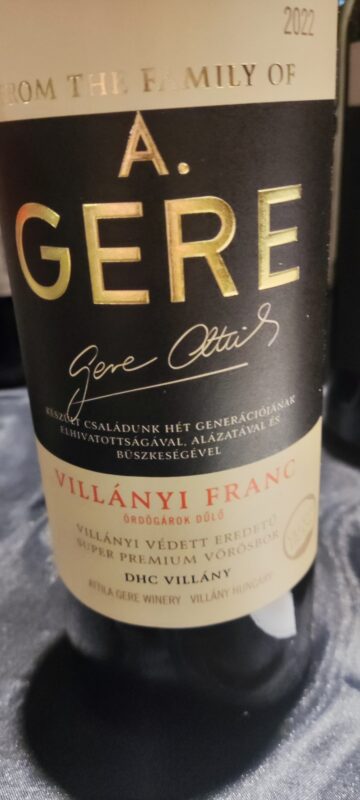 2022
FROM THE FAMILY OF
A.
GERE
Gere Attila
KÉSZÜLT CSALÁDUNK HÉT GENERÁCIÓJÁNAK
ELHIVATOTTSÁGÁVAL, ALÁZATÁVAL ÉS
BÜSZKESÉGÉVEL
VILLÁNYI FRANC
ÖRDÖGÁROK DŰLŐ
VILLÁNYI VÉDETT EREDETŰ
SUPER PREMIUM VÖRÖSBOR
DHC VILLÁNY
ATTILA GERE WINERY VILLÁNY HUNGARY